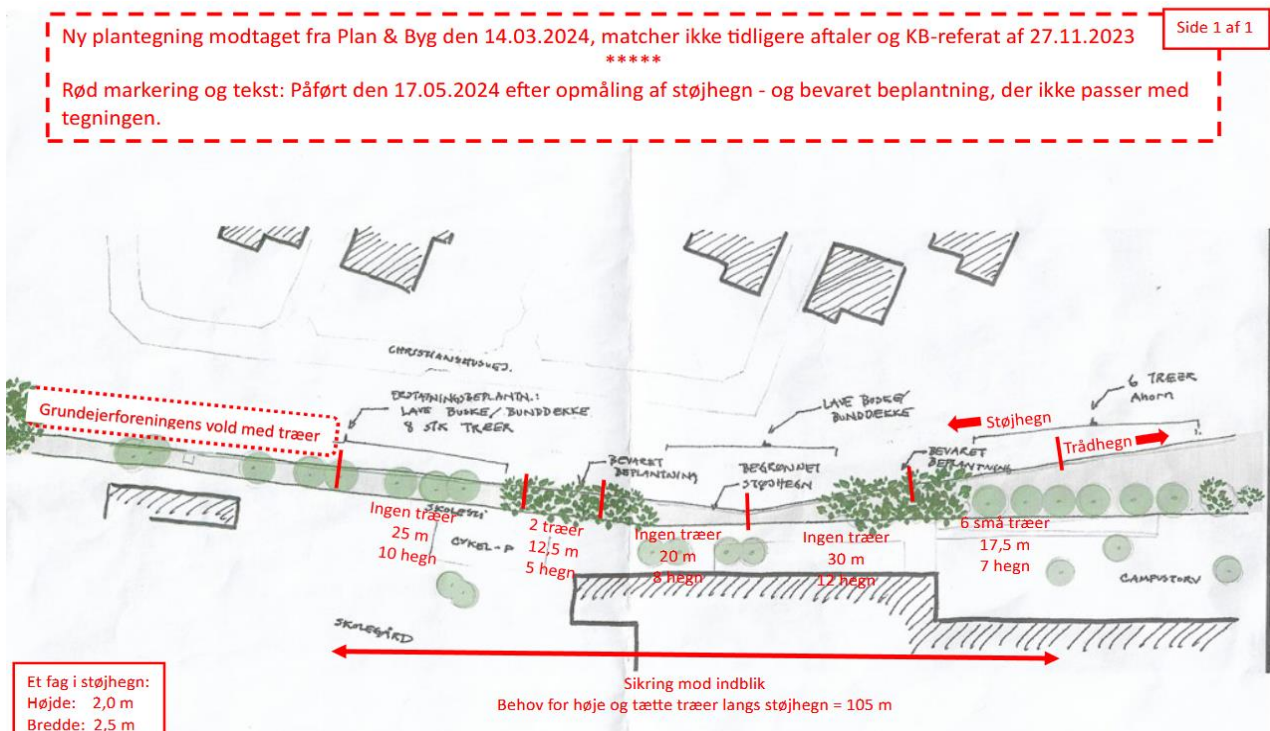 Ny plantegning modtaget fra Plan & Byg den 14.03.2024, matcher ikke tidligere aftaler og KB-referat af 27.11.2023
*****
Rød markering og tekst: Påført den 17.05.2024 efter opmåling af støjhegn - og bevaret beplantning, der ikke passer med
tegningen.
Side 1 af 1
CHRISTIANSHUSVEJ.
Grundejerforeningens vold med træer
ERSTATNINGSBEPLANTN.:
LAVE BUSKE/BUNDDEKKE
8 STK TREER
BEVARET
BEPLANTNING
LAVE BUSKE/
BUNDDEKKE
BEGRØNNET
STØJHEGN
BEVARET
BEPLANTNING
6 TREER
Ahorn
Støjhegn
Trådhegn
SKOLESTI
CYKEL-P
Ingen træer
25 m
10 hegn
2 træer
12,5 m
5 hegn
Ingen træer
20 m
8 hegn
Ingen træer
30 m
12 hegn
6 små træer
17,5 m
7 hegn
CAMPUSTORV
SKOLEGÅRD
Sikring mod indblik
Behov for høje og tætte træer langs støjhegn = 105 m
Et fag i støjhegn:
Højde: 2,0 m
Bredde: 2,5 m